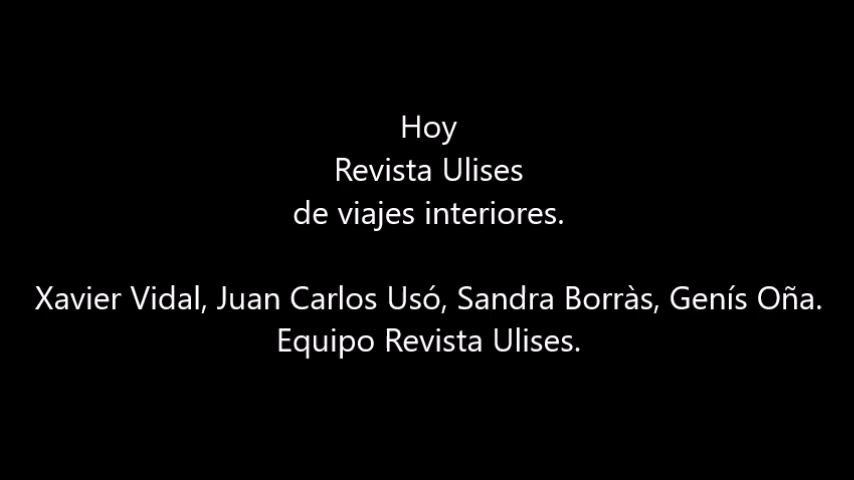 Hoy
Revista Ulises
de viajes interiores.
Xavier Vidal, Juan Carlos Usó, Sandra Borràs, Genís Oña.
Equipo Revista Ulises.